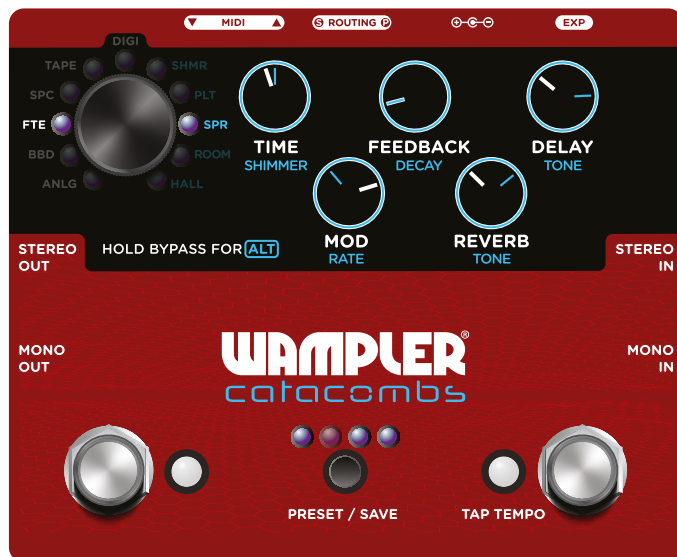 MIDI
S ROUTING P
EXP
DIGI
TAPE
SHMR
SPC
PLT
FTE
SPR
BBD
ROOM
ANLG
HALL
TIME
SHIMMER
FEEDBACK
DECAY
DELAY
TONE
MOD
RATE
REVERB
TONE
HOLD BYPASS FOR ALT
STEREO
OUT
STEREO
IN
MONO
OUT
MONO
IN
WAMPLER®
catacombs
PRESET / SAVE
TAP TEMPO